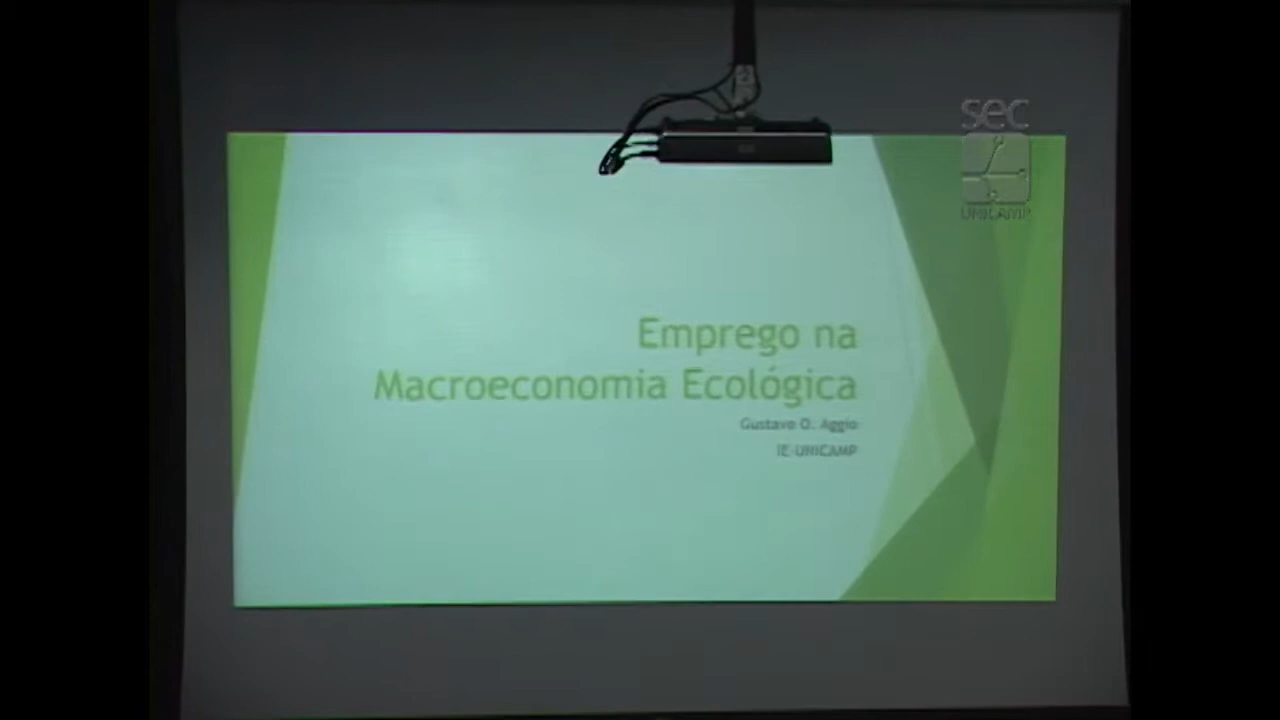 sec
UNICAMP
Emprego na
Macroeconomia Ecológica
Gustavo O. Aggio
IE-UNICAMP